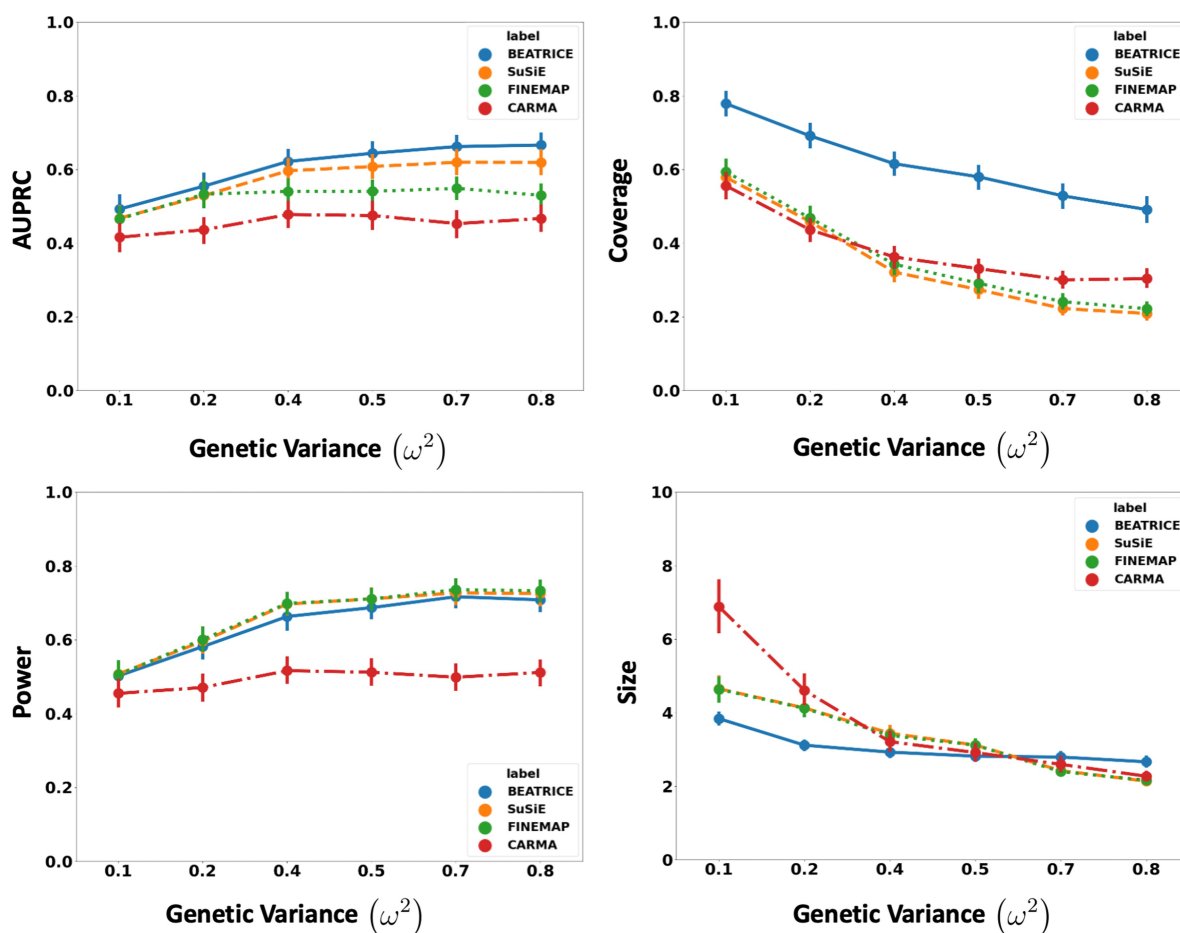 AUPRC
1.0
0.8
0.6
0.4
0.2
0.0
label
BEATRICE
SuSiE
FINEMAP
CARMA
0.1 0.2 0.4 0.5 0.7 0.8
Genetic Variance (ω²)
Coverage
1.0
0.8
0.6
0.4
0.2
0.0
label
BEATRICE
SuSiE
FINEMAP
CARMA
0.1 0.2 0.4 0.5 0.7 0.8
Genetic Variance (ω²)
Power
1.0
0.8
0.6
0.4
0.2
0.0
label
BEATRICE
SuSiE
FINEMAP
CARMA
0.1 0.2 0.4 0.5 0.7 0.8
Genetic Variance (ω²)
Size
10
8
6
4
2
0
label
BEATRICE
SuSiE
FINEMAP
CARMA
0.1 0.2 0.4 0.5 0.7 0.8
Genetic Variance (ω²)